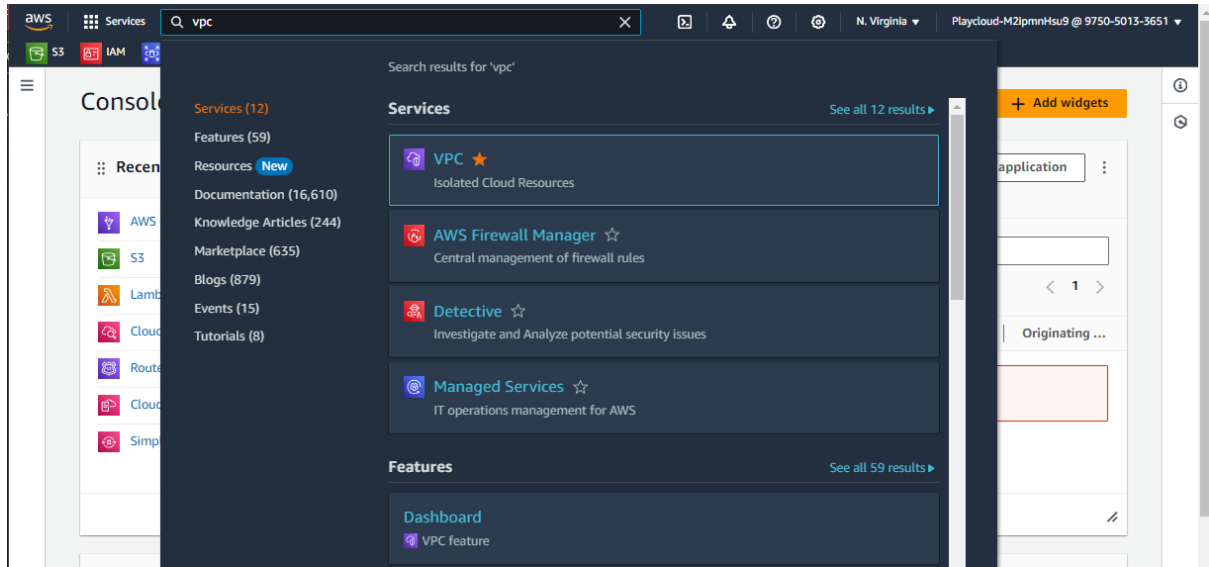 aws
Services
vpc
N. Virginia
Playcloud-M2ipmnHsu9 @ 9750-5013-3651
S3
IAM
Search results for 'vpc'
Consol
Services (12)
Features (59)
Resources New
Documentation (16,610)
Knowledge Articles (244)
Marketplace (635)
Blogs (879)
Events (15)
Tutorials (8)
Services
See all 12 results
VPC
Isolated Cloud Resources
AWS Firewall Manager
Central management of firewall rules
Detective
Investigate and Analyze potential security issues
Managed Services
IT operations management for AWS
Features
See all 59 results
Dashboard
VPC feature
+ Add widgets
Recen
application
AWS
S3
Lamb
Cloud
Route
Cloud
Simpl
1
Originating ...